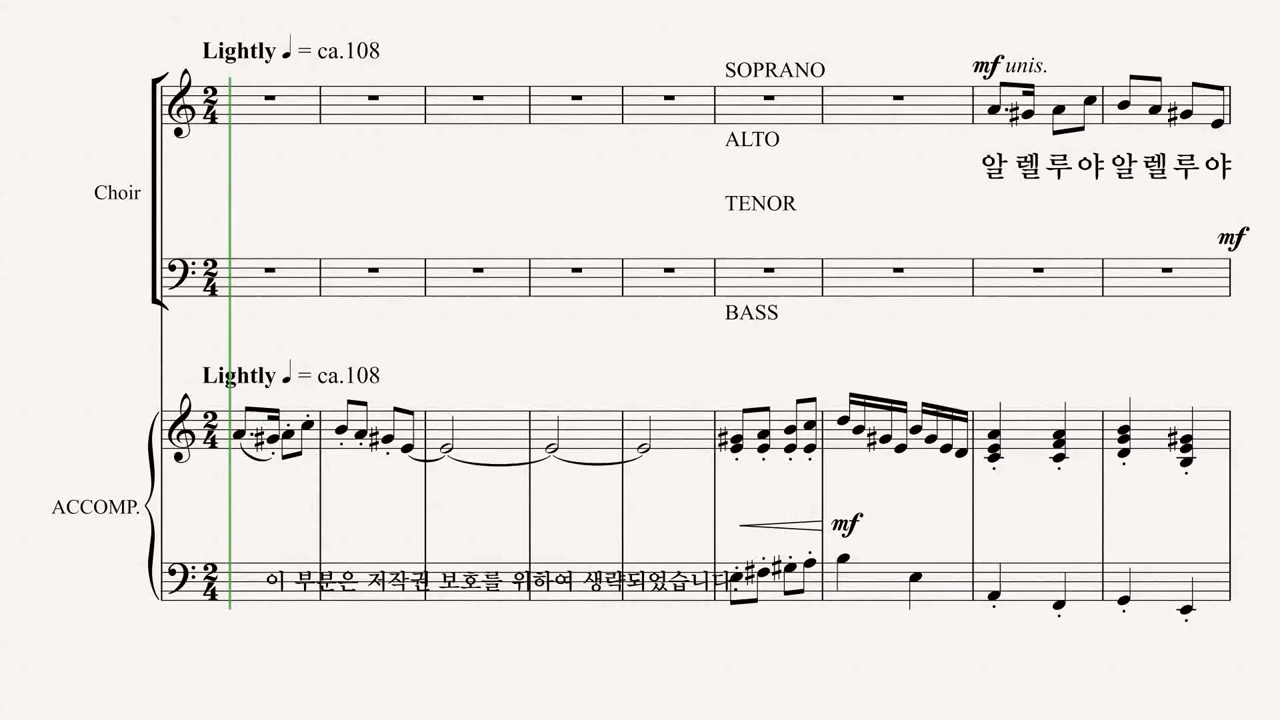 Lightly ♩ = ca.108
SOPRANO
mf unis.
ALTO
알 렐 루 야 알 렐 루 야
Choir
TENOR
mf
BASS
Lightly ♩ = ca.108
ACCOMP.
mf
이 부분은 저작권 보호를 위하여 생략되었습니다.